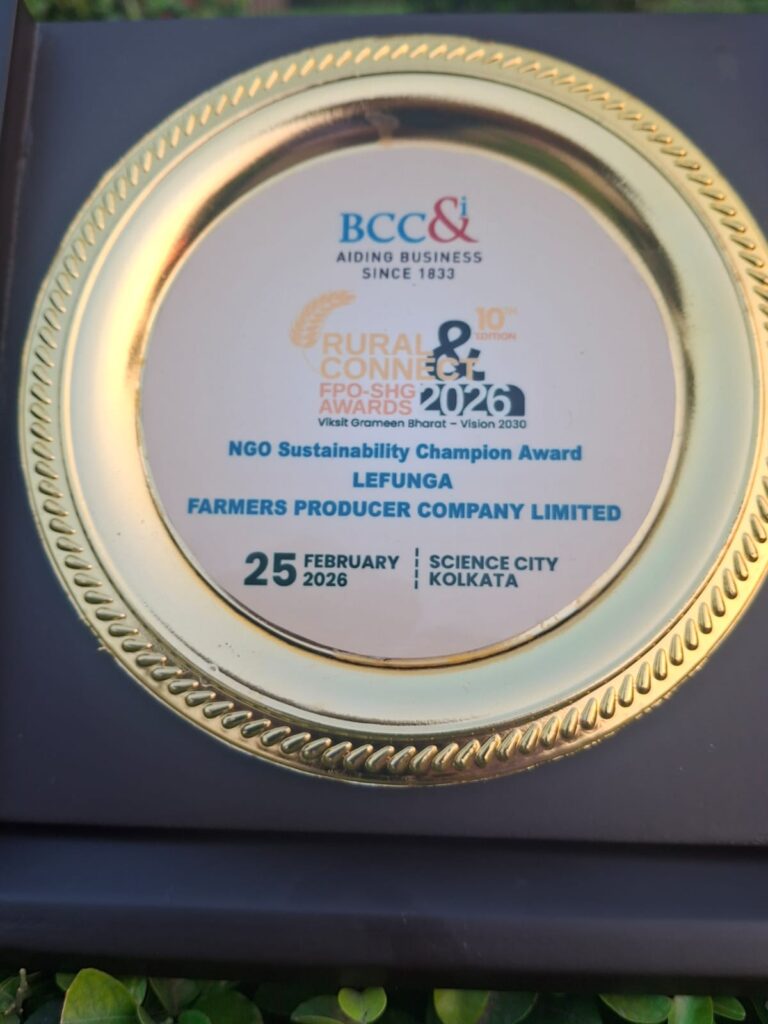 BCC&i
AIDING BUSINESS
SINCE 1833
10TH
EDITION
RURAL &
CONNECT
FPO-SHG
AWARDS 2026
Viksit Grameen Bharat – Vision 2030
NGO Sustainability Champion Award
LEFUNGA
FARMERS PRODUCER COMPANY LIMITED
25 FEBRUARY 2026
SCIENCE CITY
KOLKATA